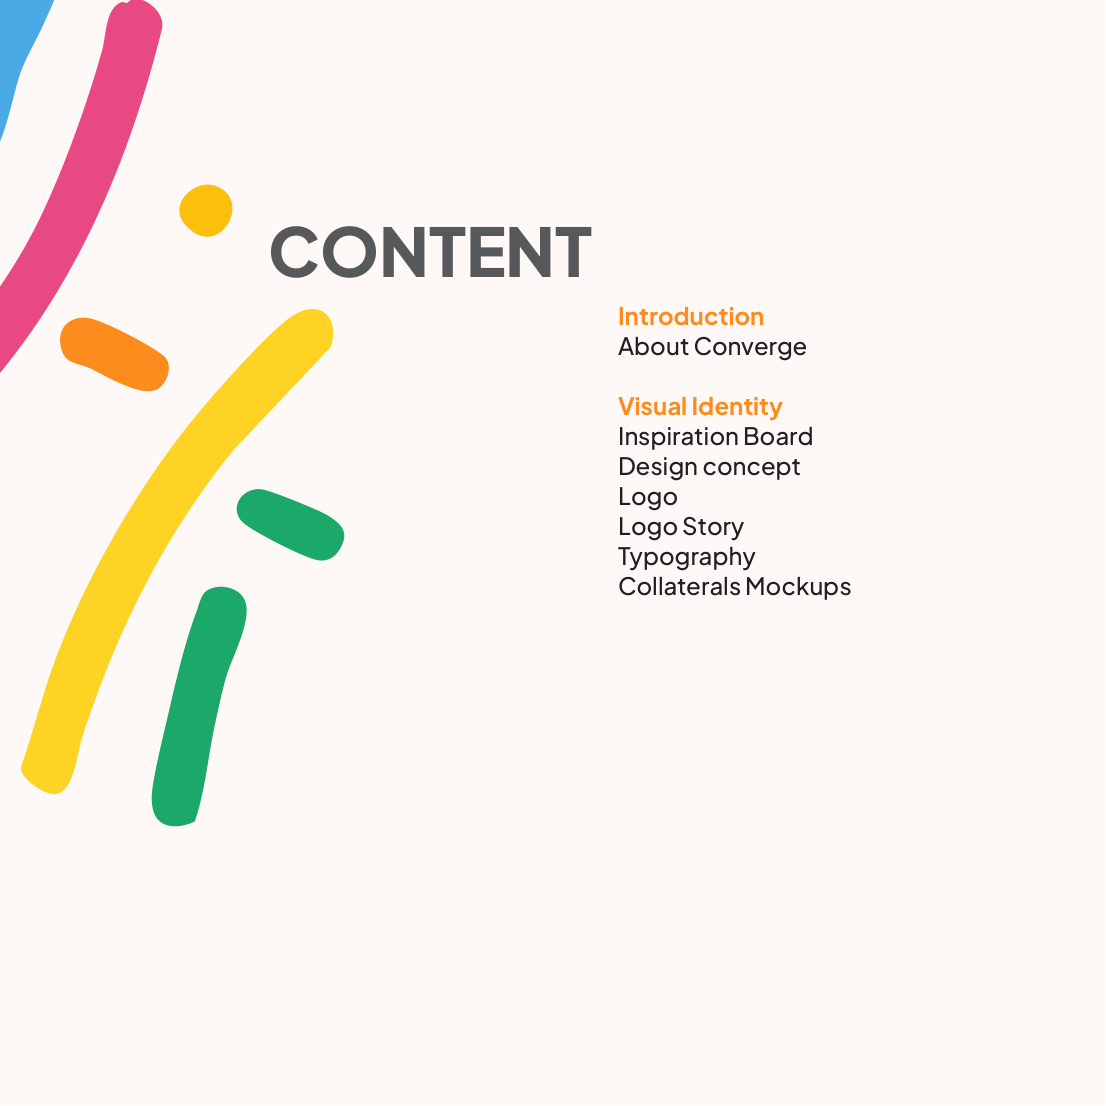 CONTENT
Introduction
About Converge
Visual Identity
Inspiration Board
Design concept
Logo
Logo Story
Typography
Collaterals Mockups